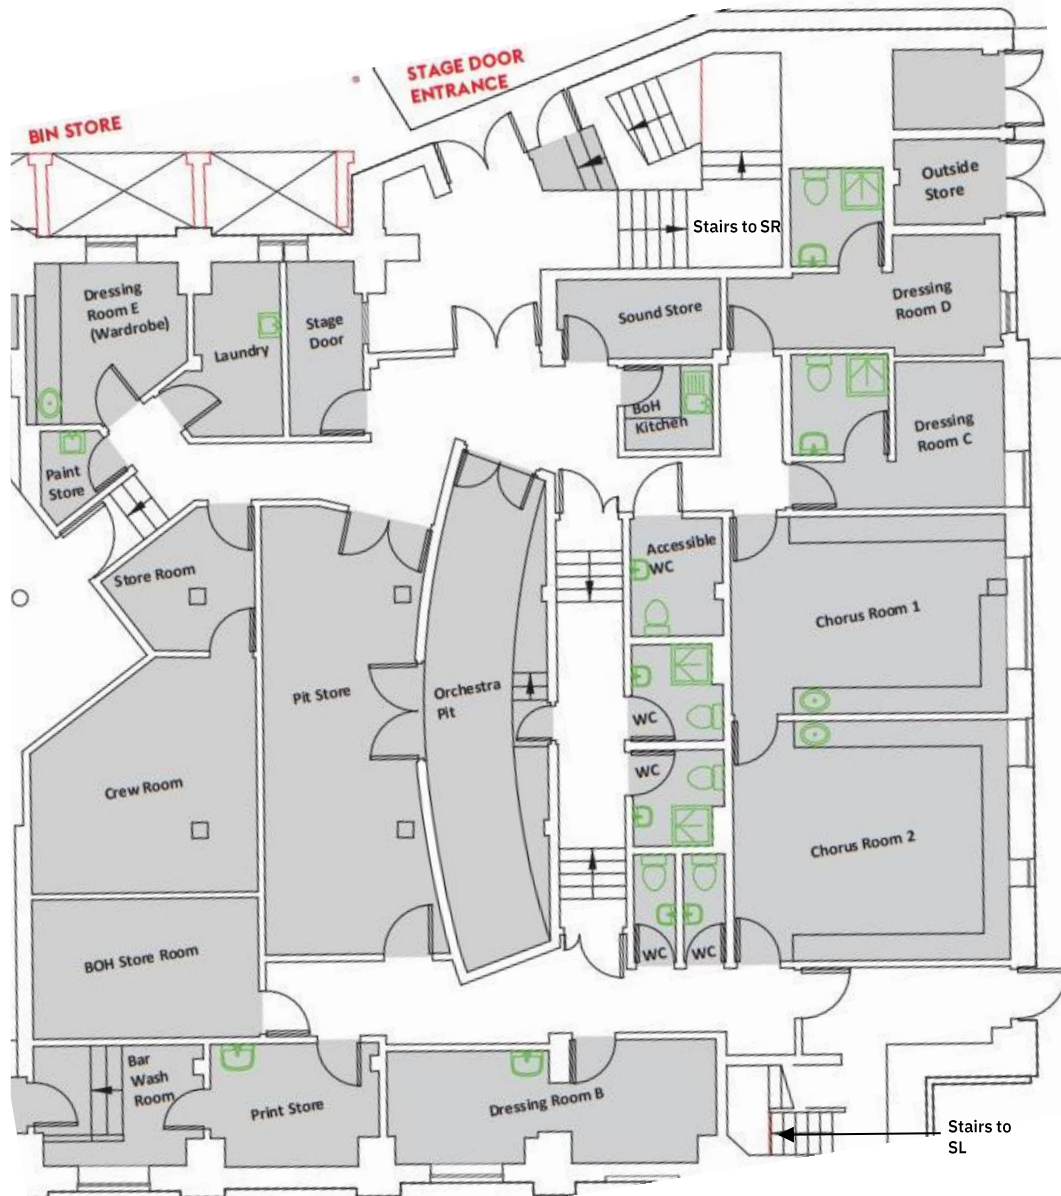 STAGE DOOR
ENTRANCE
BIN STORE
Outside
Store
Stairs to SR
Dressing
Room E
(Wardrobe)
Laundry
Stage
Door
Sound Store
Dressing
Room D
BoH
Kitchen
Dressing
Room C
Paint
Store
Store Room
Accessible
WC
Chorus Room 1
Pit Store
Orchestra
Pit
WC
WC
Crew Room
Chorus Room 2
BOH Store Room
WC
WC
Bar
Wash
Room
Print Store
Dressing Room B
Stairs to
SL